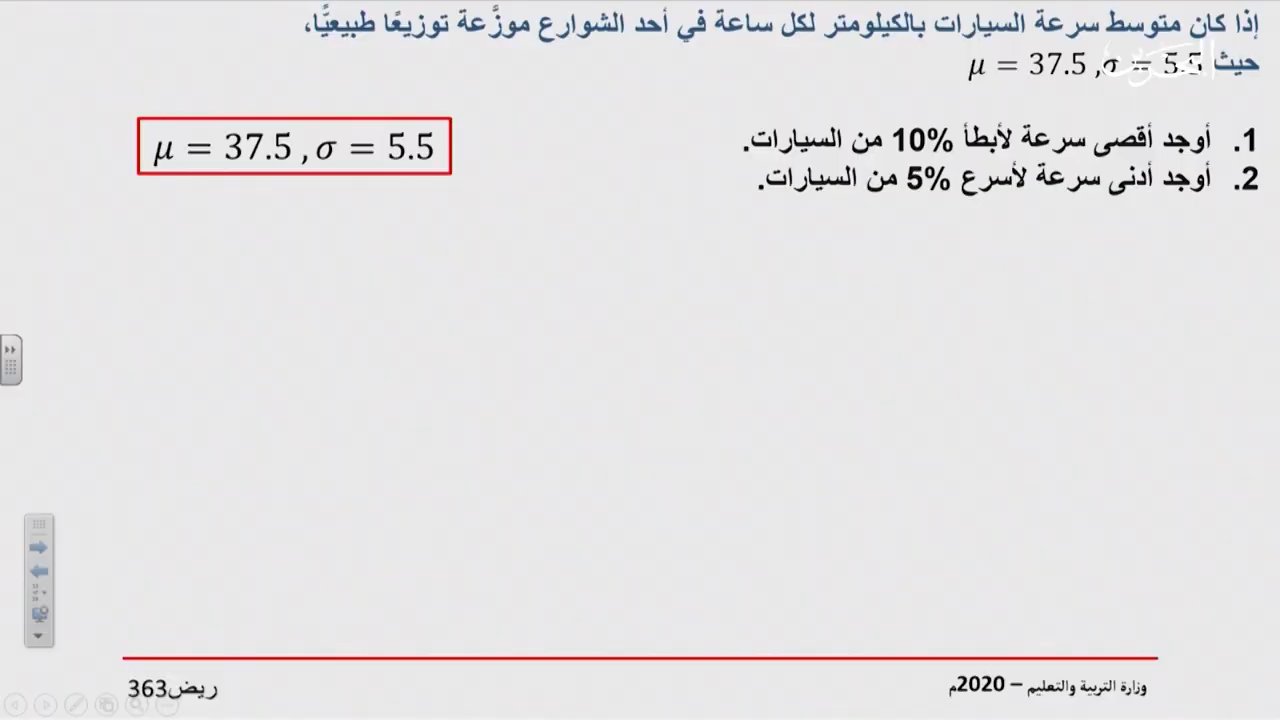 إذا كان متوسط سرعة السيارات بالكيلومتر لكل ساعة في أحد الشوارع موزَّعة توزيعًا طبيعيًّا،
حيث μ = 37.5 ,σ = 5.5
μ = 37.5 , σ = 5.5
1. أوجد أقصى سرعة لأبطأ 10% من السيارات.
2. أوجد أدنى سرعة لأسرع 5% من السيارات.
وزارة التربية والتعليم – 2020م
ريض363